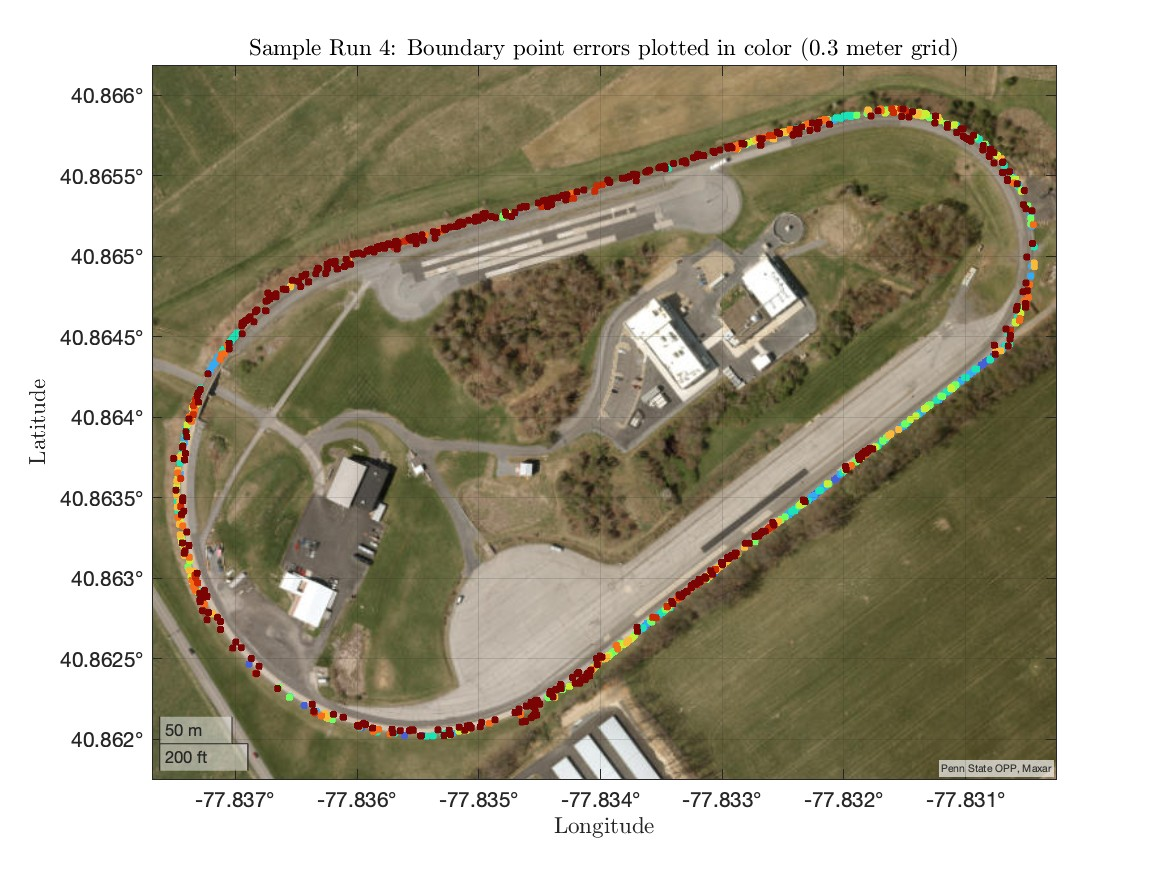 Sample Run 4: Boundary point errors plotted in color (0.3 meter grid)
40.866°
40.8655°
40.865°
40.8645°
40.864°
40.8635°
40.863°
40.8625°
40.862°
Latitude
50 m
200 ft
Penn State OPP, Maxar
-77.837° -77.836° -77.835° -77.834° -77.833° -77.832° -77.831°
Longitude